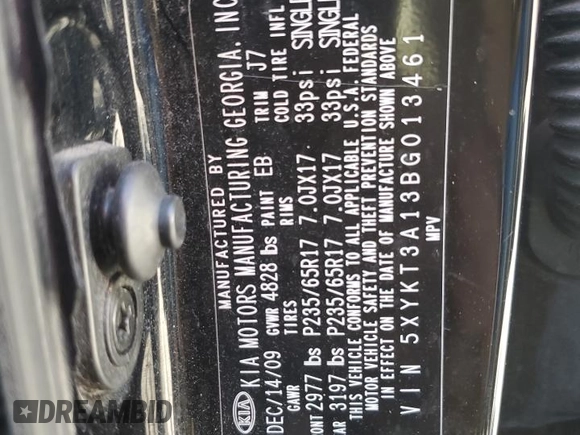 MANUFACTURED BY
KIA KIA MOTORS MANUFACTURING GEORGIA, INC
DEC/14/09 GVWR 4828 lbs PAINT EB TRIM J7
GAWR TIRES RIMS COLD TIRE INFL
ONT 2977 lbs P235/65R17 7.0JX17 33psi SINGLE
AR 3197 lbs P235/65R17 7.0JX17 33psi SINGLE
THIS VEHICLE CONFORMS TO ALL APPLICABLE U.S.A. FEDERAL
MOTOR VEHICLE SAFETY AND THEFT PREVENTION STANDARDS
IN EFFECT ON THE DATE OF MANUFACTURE SHOWN ABOVE
VIN 5XYKT3A13BG013461
MPV
DREAMBID